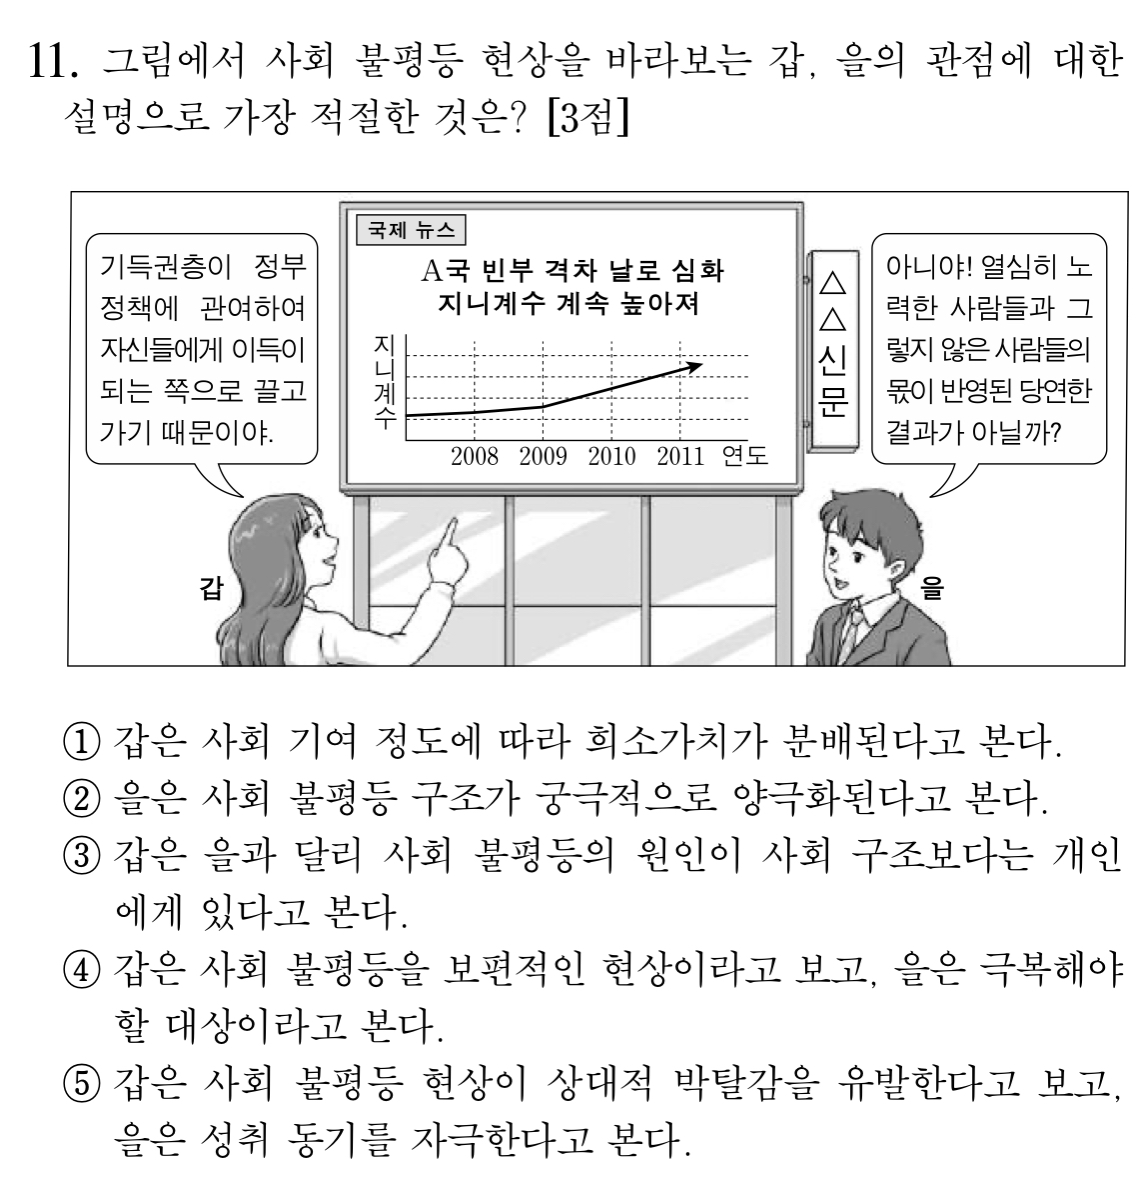 11. 그림에서 사회 불평등 현상을 바라보는 갑, 을의 관점에 대한
설명으로 가장 적절한 것은? [3점]
기득권층이 정부
정책에 관여하여
자신들에게 이득이
되는 쪽으로 끌고
가기 때문이야.
국제 뉴스
A국 빈부 격차 날로 심화
지니계수 계속 높아져
지니계수
2008 2009 2010 2011 연도
△△신문
아니야! 열심히 노
력한 사람들과 그
렇지 않은 사람들의
몫이 반영된 당연한
결과가 아닐까?
갑
을
① 갑은 사회 기여 정도에 따라 희소가치가 분배된다고 본다.
② 을은 사회 불평등 구조가 궁극적으로 양극화된다고 본다.
③ 갑은 을과 달리 사회 불평등의 원인이 사회 구조보다는 개인
에게 있다고 본다.
④ 갑은 사회 불평등을 보편적인 현상이라고 보고, 을은 극복해야
할 대상이라고 본다.
⑤ 갑은 사회 불평등 현상이 상대적 박탈감을 유발한다고 보고,
을은 성취 동기를 자극한다고 본다.